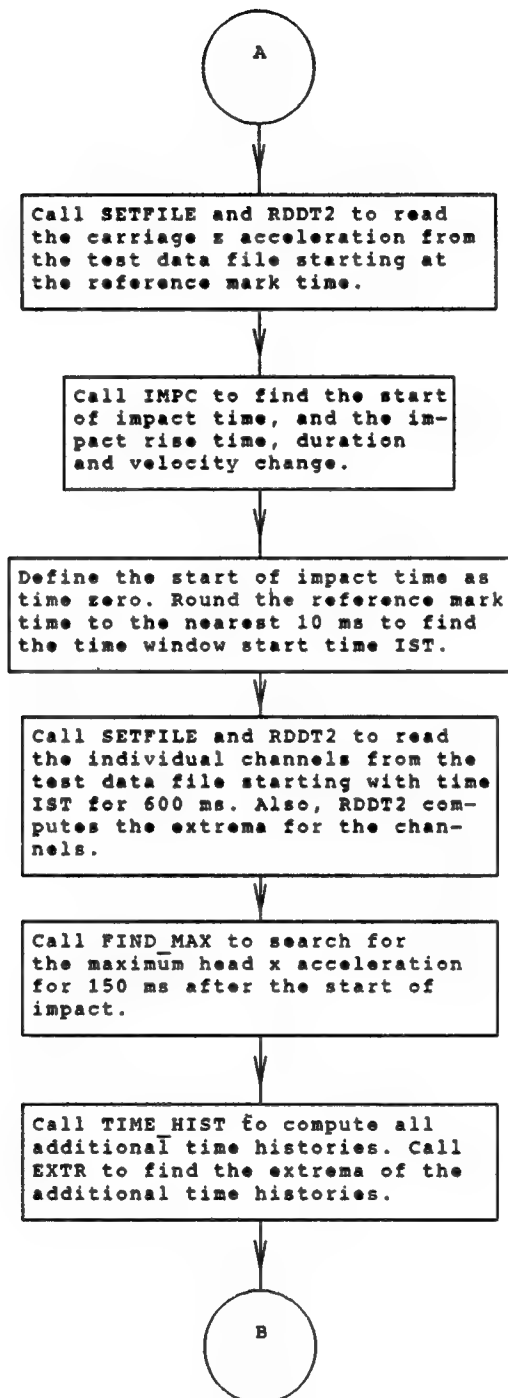 A
Call SETFILE and RDDT2 to read
the carriage z acceleration from
the test data file starting at
the reference mark time.
Call IMPC to find the start
of impact time, and the im-
pact rise time, duration
and velocity change.
Define the start of impact time as
time zero. Round the reference mark
time to the nearest 10 ms to find
the time window start time IST.
Call SETFILE and RDDT2 to read
the individual channels from the
test data file starting with time
IST for 600 ms. Also, RDDT2 com-
putes the extrema for the chan-
nels.
Call FIND_MAX to search for
the maximum head x acceleration
for 150 ms after the start of
impact.
Call TIME_HIST to compute all
additional time histories. Call
EXTR to find the extrema of the
additional time histories.
B